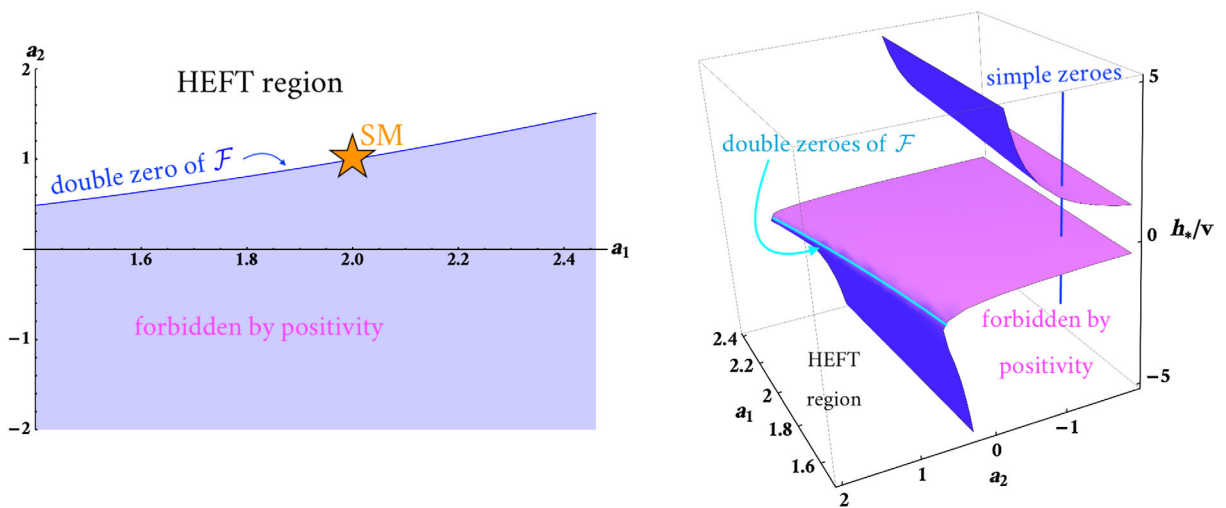 a₂
2
HEFT region
SM
double zero of ℱ
1
1.6
1.8
2.0
2.2
2.4
a₁
forbidden by positivity
−1
−2
5
simple zeroes
double zeroes of ℱ
h*/v
0
forbidden by
positivity
2.4
2.2
2
1.8
1.6
a₁
HEFT
region
−5
−1
0
1
2
a₂